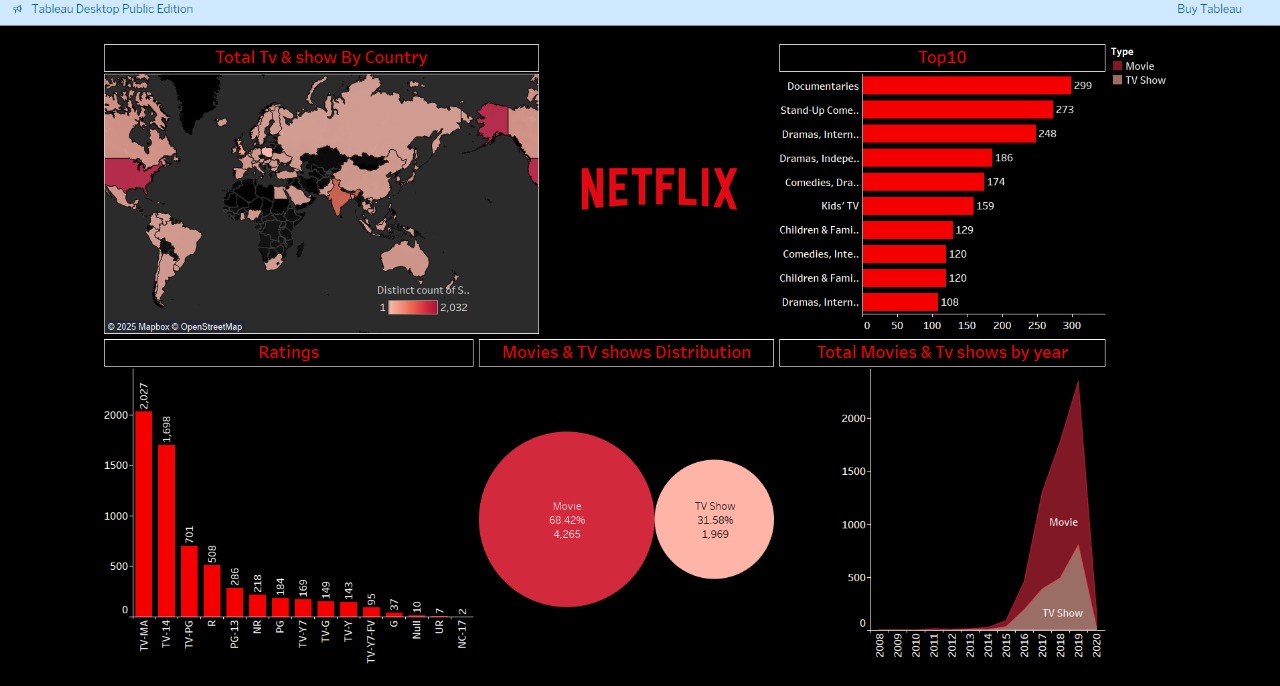 Tableau Desktop Public Edition
Buy Tableau
Total Tv & show By Country
Distinct count of S..
1 2,032
© 2025 Mapbox © OpenStreetMap
NETFLIX
Top10
Documentaries 299
Stand-Up Come.. 273
Dramas, Intern.. 248
Dramas, Indepe.. 186
Comedies, Dra.. 174
Kids' TV 159
Children & Fami.. 129
Comedies, Inte.. 120
Children & Fami.. 120
Dramas, Intern.. 108
0 50 100 150 200 250 300
Type
Movie
TV Show
Ratings
2000
1500
1000
500
0
2,027 1,698 701 508 286 218 184 169 149 143 95 37 10 7 2
TV-MA TV-14 TV-PG R PG-13 NR PG TV-Y7 TV-G TV-Y TV-Y7-FV G Null UR NC-17
Movies & TV shows Distribution
Movie
68.42%
4,265
TV Show
31.58%
1,969
Total Movies & Tv shows by year
2000
1500
1000
500
0
Movie
TV Show
2008 2009 2010 2011 2012 2013 2014 2015 2016 2017 2018 2019 2020